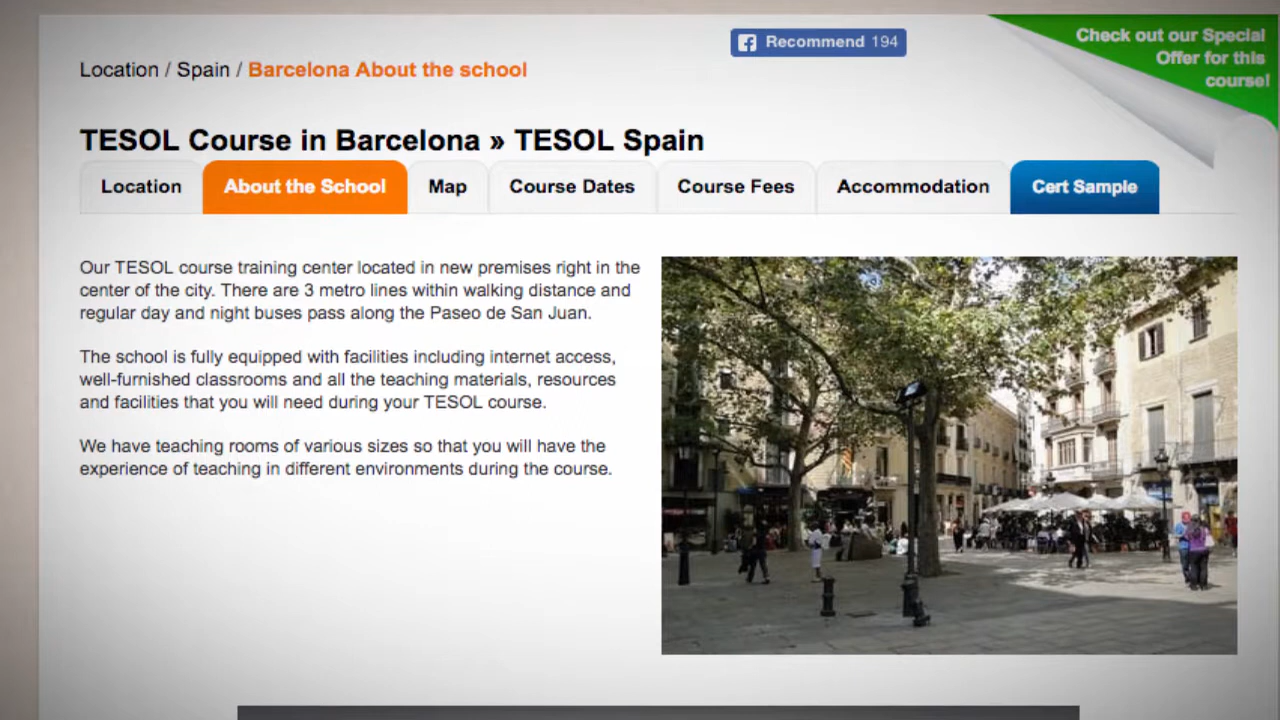 Recommend 194
Check out our Special
Offer for this
course!
Location / Spain / Barcelona About the school
TESOL Course in Barcelona » TESOL Spain
Location
About the School
Map
Course Dates
Course Fees
Accommodation
Cert Sample
Our TESOL course training center located in new premises right in the
center of the city. There are 3 metro lines within walking distance and
regular day and night buses pass along the Paseo de San Juan.
The school is fully equipped with facilities including internet access,
well-furnished classrooms and all the teaching materials, resources
and facilities that you will need during your TESOL course.
We have teaching rooms of various sizes so that you will have the
experience of teaching in different environments during the course.